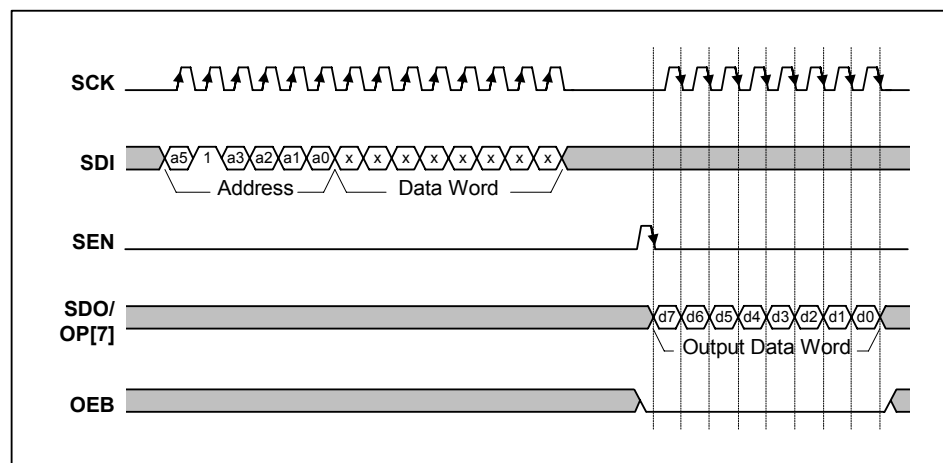 SCK
SDI a5 1 a3 a2 a1 a0 x x x x x x x x
Address Data Word
SEN
SDO/
OP[7] d7 d6 d5 d4 d3 d2 d1 d0
Output Data Word
OEB